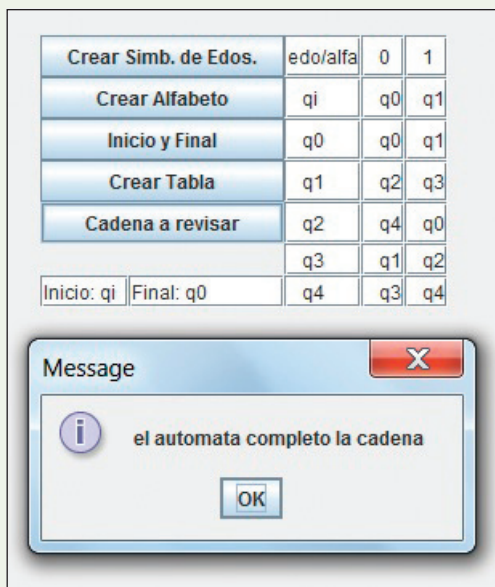 Crear Simb. de Edos. edo/alfa 0 1
Crear Alfabeto qi q0 q1
Inicio y Final q0 q0 q1
Crear Tabla q1 q2 q3
Cadena a revisar q2 q4 q0
q3 q1 q2
Inicio: qi Final: q0 q4 q3 q4
Message
el automata completo la cadena
OK